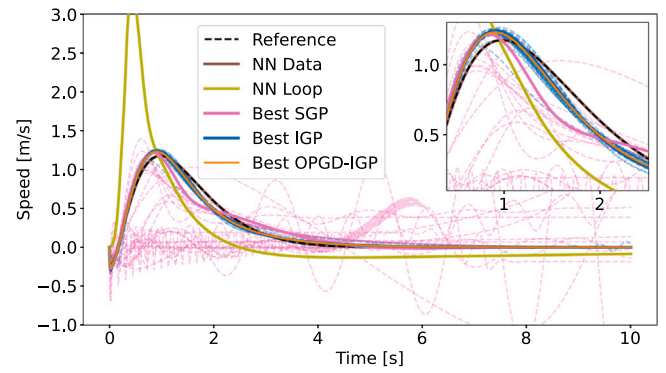 3.0
2.5
2.0
1.5
1.0
0.5
0.0
−0.5
−1.0
Speed [m/s]
0
2
4
6
8
10
Time [s]
Reference
NN Data
NN Loop
Best SGP
Best IGP
Best OPGD-IGP
1.0
0.5
1
2